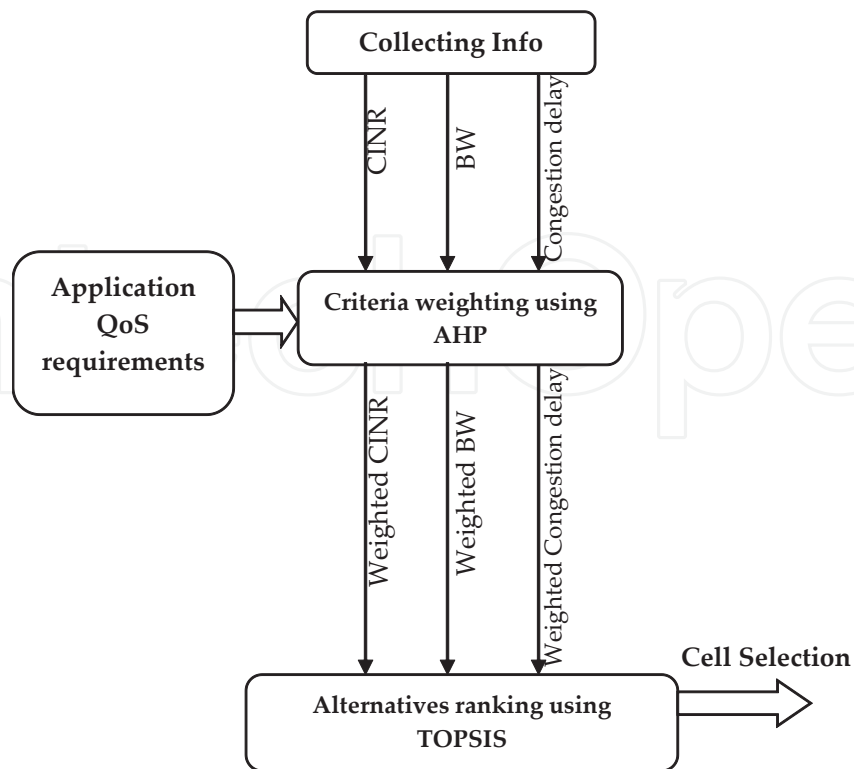 Collecting Info
CINR
BW
Congestion delay
Application
QoS
requirements
Criteria weighting using
AHP
Weighted CINR
Weighted BW
Weighted Congestion delay
Cell Selection
Alternatives ranking using
TOPSIS